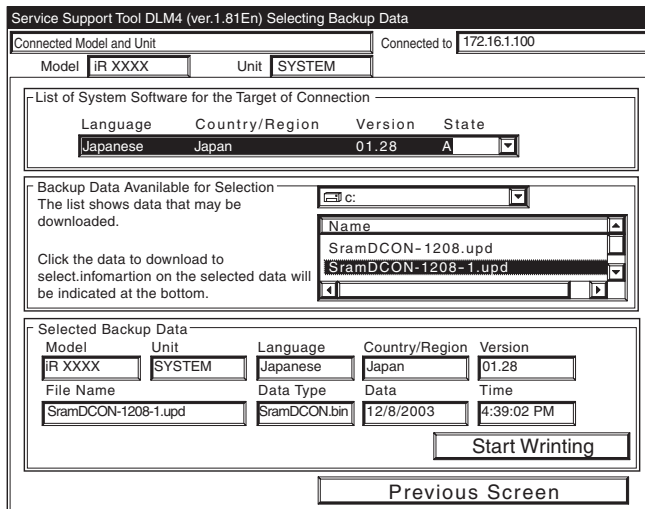 Service Support Tool DLM4 (ver.1.81En) Selecting Backup Data
Connected Model and Unit
Connected to 172.16.1.100
Model iR XXXX Unit SYSTEM
List of System Software for the Target of Connection
Language Country/Region Version State
Japanese Japan 01.28 A
Backup Data Avanilable for Selection
The list shows data that may be
downloaded.
Click the data to download to
select.infomartion on the selected data will
be indicated at the bottom.
c:
Name
SramDCON-1208.upd
SramDCON-1208-1.upd
Selected Backup Data
Model Unit Language Country/Region Version
iR XXXX SYSTEM Japanese Japan 01.28
File Name Data Type Data Time
SramDCON-1208-1.upd SramDCON.bin 12/8/2003 4:39:02 PM
Start Wrinting
Previous Screen